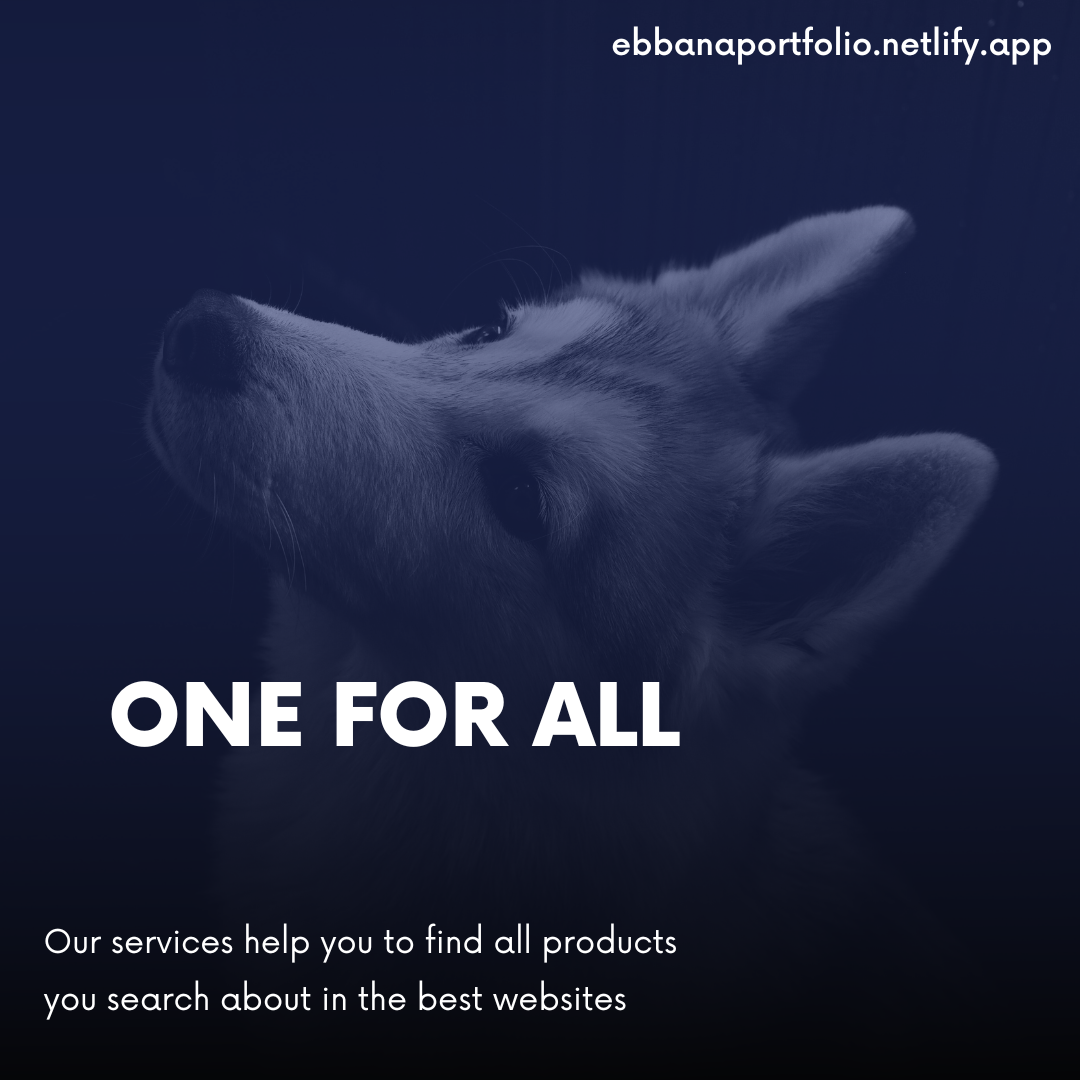 ebbanaportfolio.netlify.app
ONE FOR ALL
Our services help you to find all products
you search about in the best websites